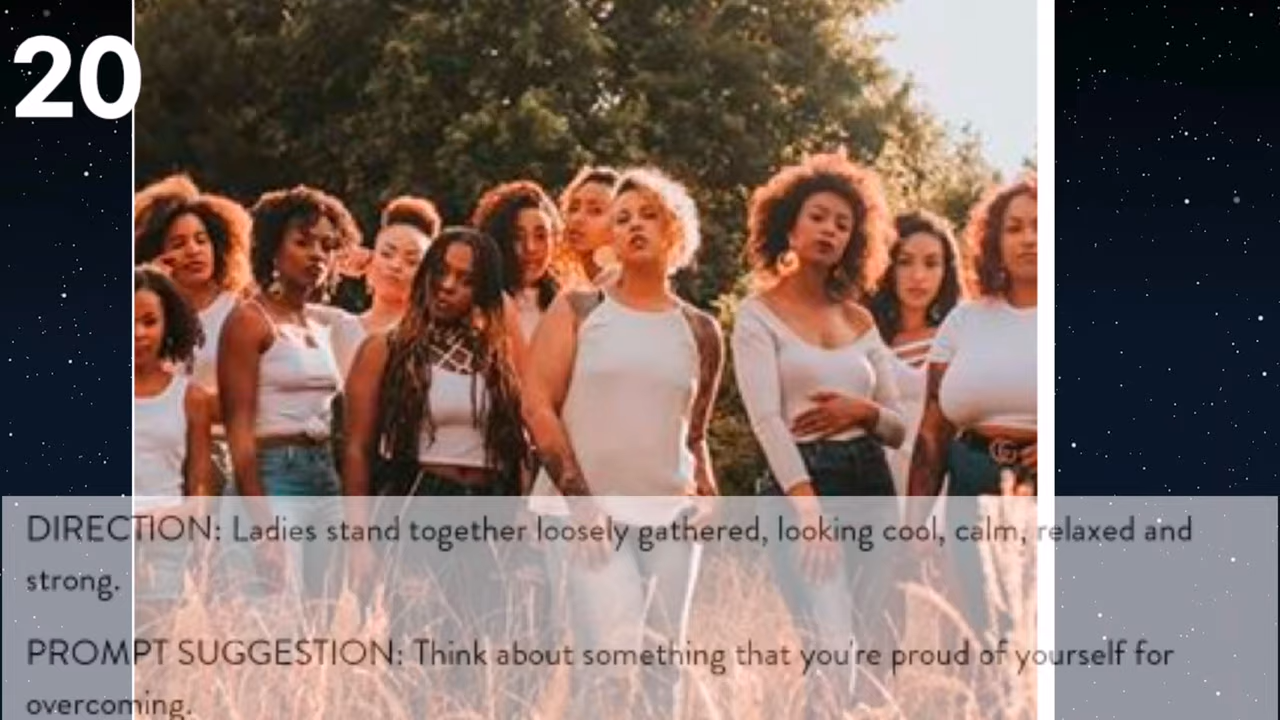 20
DIRECTION: Ladies stand together loosely gathered, looking cool, calm, relaxed and
strong.
PROMPT SUGGESTION: Think about something that you're proud of yourself for
overcoming.